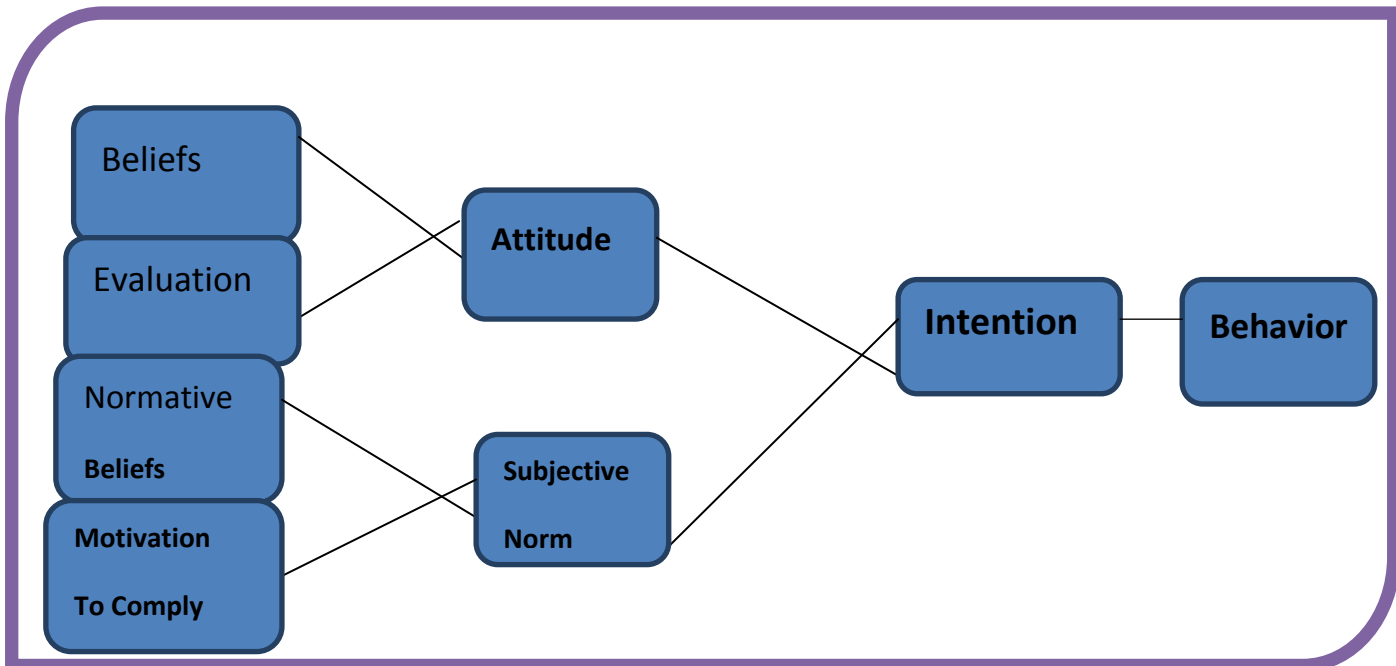 Beliefs
Evaluation
Normative
Beliefs
Motivation
To Comply
Attitude
Subjective
Norm
Intention
Behavior